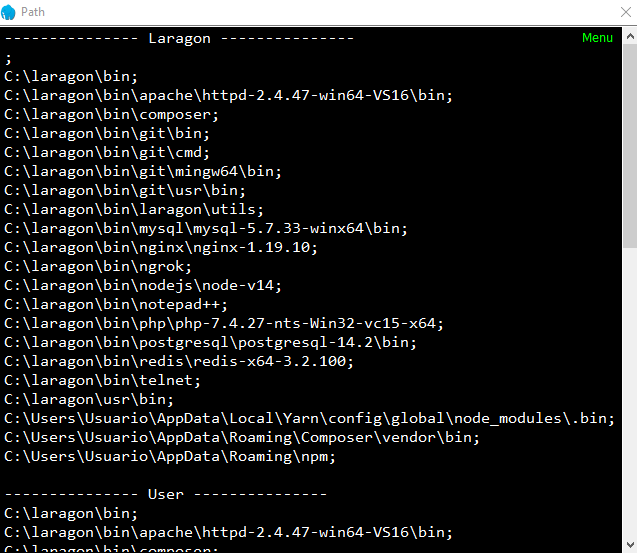 Path
--------------- Laragon ---------------
Menu
;
C:\laragon\bin;
C:\laragon\bin\apache\httpd-2.4.47-win64-VS16\bin;
C:\laragon\bin\composer;
C:\laragon\bin\git\bin;
C:\laragon\bin\git\cmd;
C:\laragon\bin\git\mingw64\bin;
C:\laragon\bin\git\usr\bin;
C:\laragon\bin\laragon\utils;
C:\laragon\bin\mysql\mysql-5.7.33-winx64\bin;
C:\laragon\bin\nginx\nginx-1.19.10;
C:\laragon\bin\ngrok;
C:\laragon\bin\nodejs\node-v14;
C:\laragon\bin\notepad++;
C:\laragon\bin\php\php-7.4.27-nts-Win32-vc15-x64;
C:\laragon\bin\postgresql\postgresql-14.2\bin;
C:\laragon\bin\redis\redis-x64-3.2.100;
C:\laragon\bin\telnet;
C:\laragon\usr\bin;
C:\Users\Usuario\AppData\Local\Yarn\config\global\node_modules\.bin;
C:\Users\Usuario\AppData\Roaming\Composer\vendor\bin;
C:\Users\Usuario\AppData\Roaming\npm;
--------------- User ---------------
C:\laragon\bin;
C:\laragon\bin\apache\httpd-2.4.47-win64-VS16\bin;
C:\laragon\bin\composer;